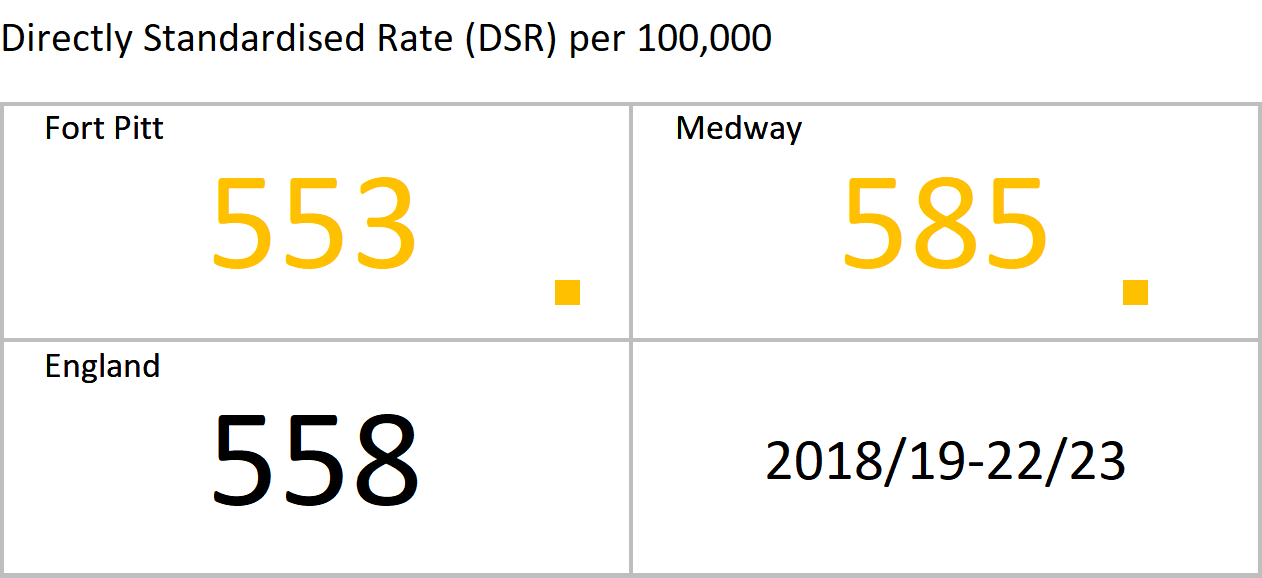 Directly Standardised Rate (DSR) per 100,000
Fort Pitt
553
Medway
585
England
558
2018/19-22/23